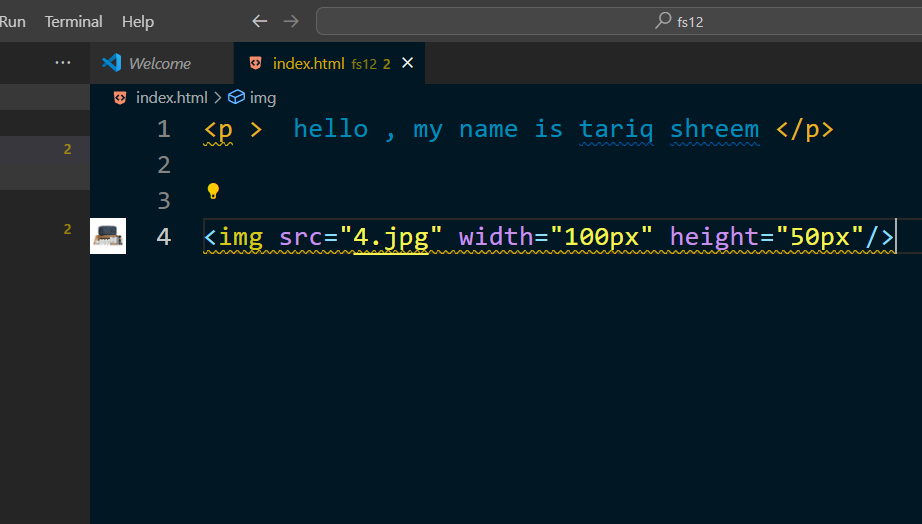 Run Terminal Help fs12
... Welcome index.html fs12 2
index.html > img
2 1 <p > hello , my name is tariq shreem </p>
2
3
2 4 <img src="4.jpg" width="100px" height="50px"/>